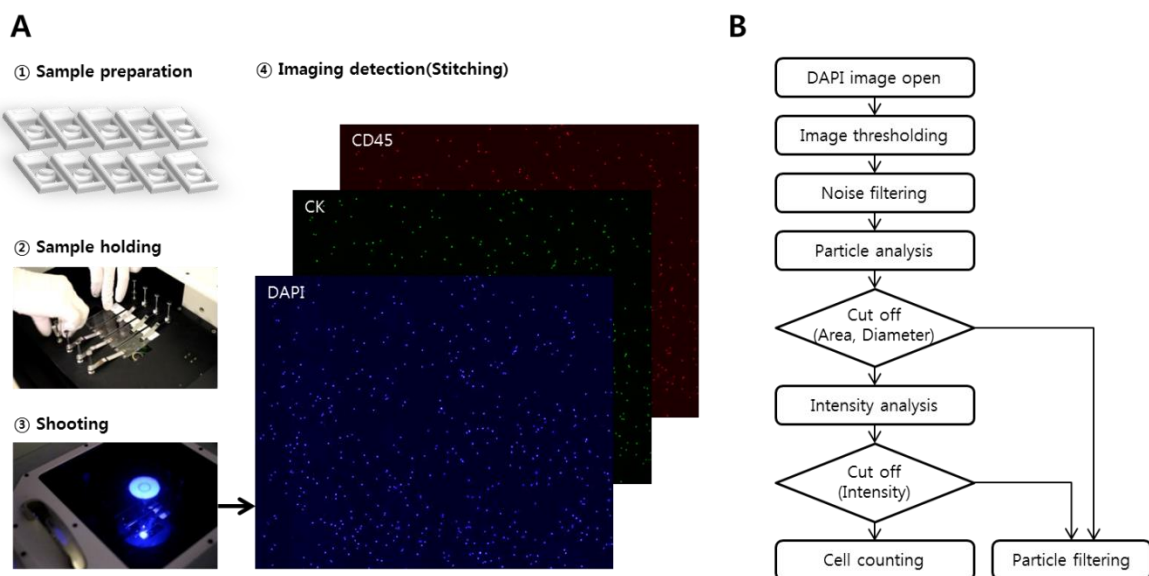 A
① Sample preparation
② Sample holding
③ Shooting
④ Imaging detection(Stitching)
CD45
CK
DAPI
B
DAPI image open
Image thresholding
Noise filtering
Particle analysis
Cut off
(Area, Diameter)
Intensity analysis
Cut off
(Intensity)
Cell counting
Particle filtering